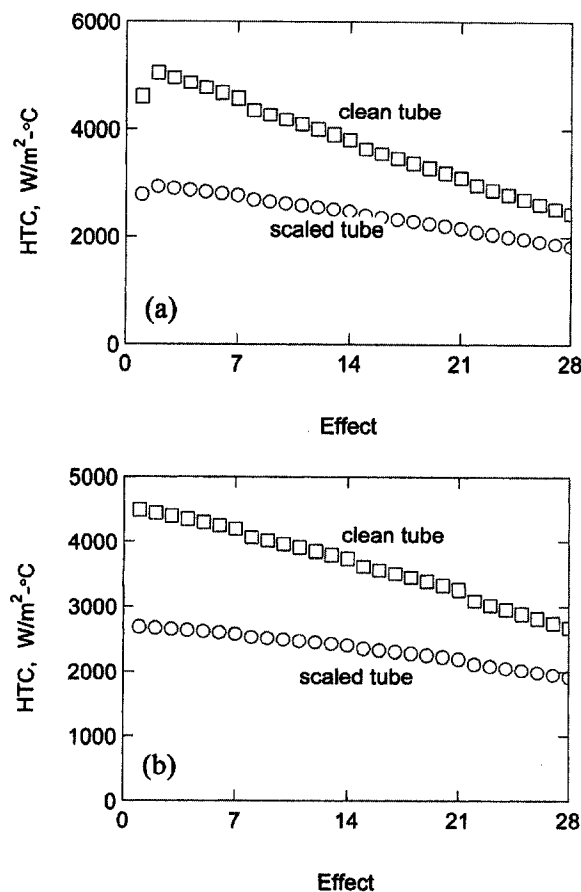 6000
4000
2000
0
HTC, W/m²-°C
clean tube
scaled tube
(a)
0 7 14 21 28
Effect
5000
4000
3000
2000
1000
0
HTC, W/m²-°C
clean tube
scaled tube
(b)
0 7 14 21 28
Effect